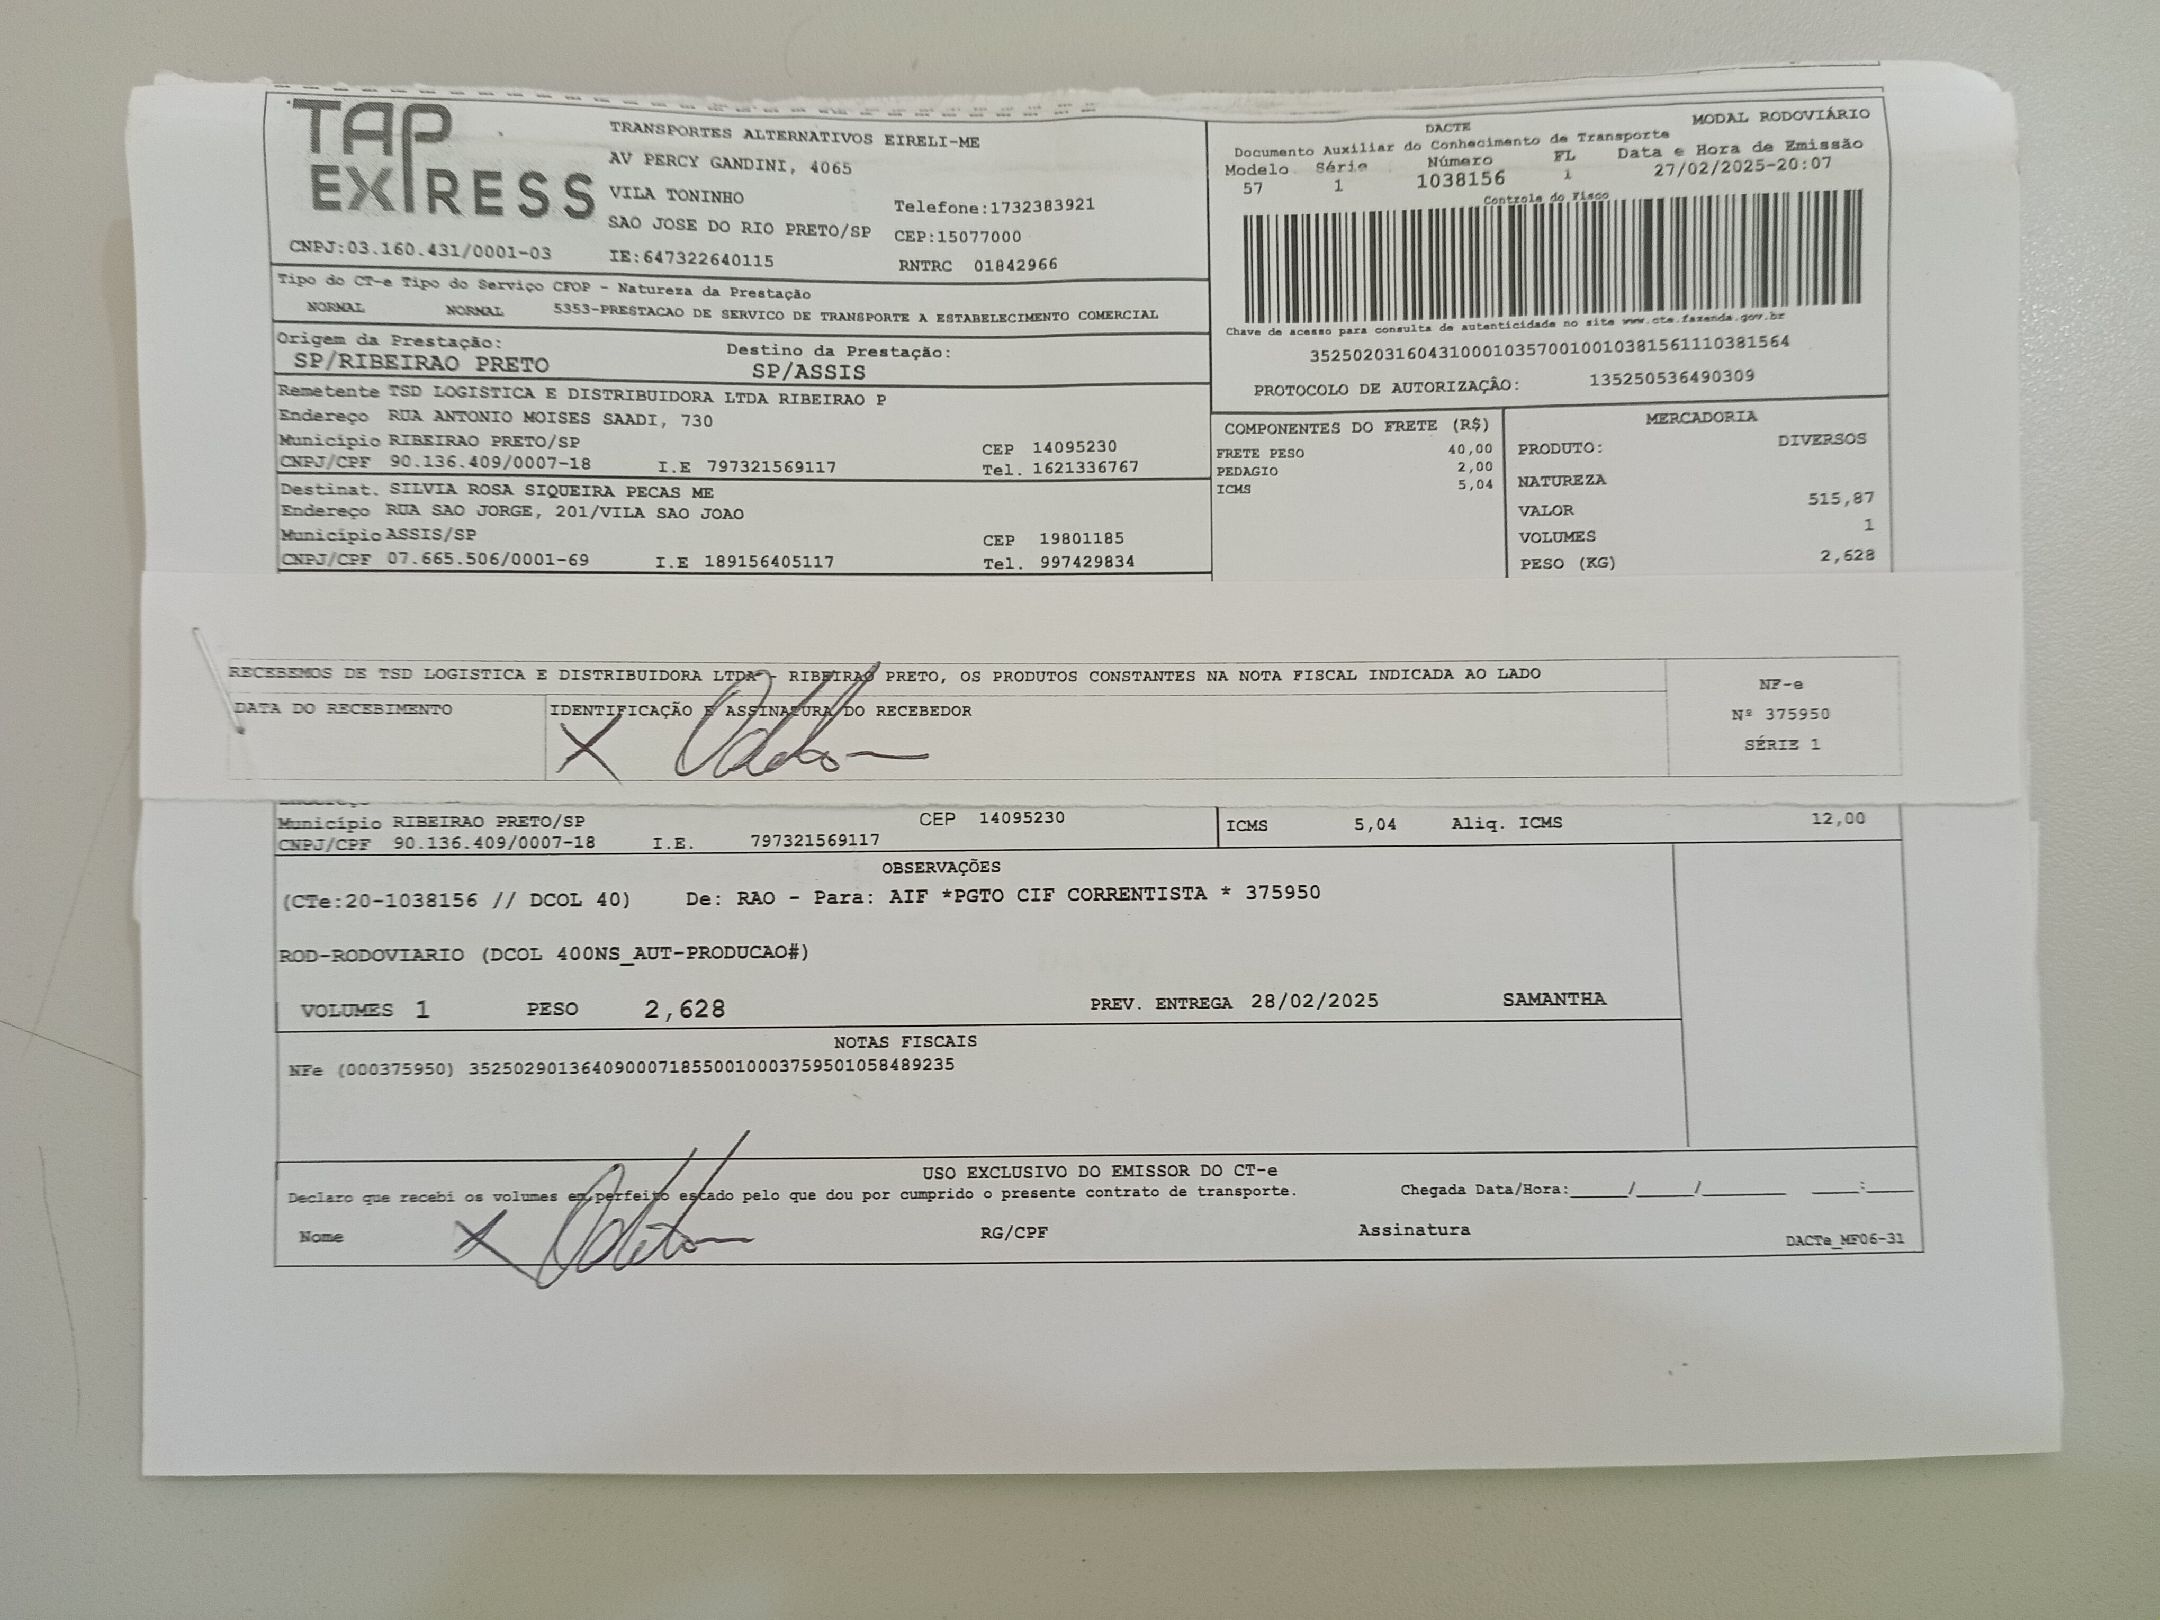 TAP EXPRESS
TRANSPORTES ALTERNATIVOS EIRELI-ME
AV PERCY GANDINI, 4065
VILA TONINHO
Telefone:1732383921
SAO JOSE DO RIO PRETO/SP CEP:15077000
CNPJ:03.160.431/0001-03 IE:647322640115 RNTRC 01842966
MODAL RODOVIÁRIO
DACTE
Documento Auxiliar do Conhecimento de Transporte
Modelo Série Número FL Data e Hora de Emissão
57 1 1038156 1 27/02/2025-20:07
Controle do Fisco
Chave de acesso para consulta de autenticidade no site www.cte.fazenda.gov.br
35250203160431000103570010010381561110381564
PROTOCOLO DE AUTORIZAÇÃO: 135250536490309
Tipo do CT-e Tipo do Serviço CFOP - Natureza da Prestação
NORMAL NORMAL 5353-PRESTACAO DE SERVICO DE TRANSPORTE A ESTABELECIMENTO COMERCIAL
Origem da Prestação: Destino da Prestação:
SP/RIBEIRAO PRETO SP/ASSIS
Remetente TSD LOGISTICA E DISTRIBUIDORA LTDA RIBEIRAO P
Endereço RUA ANTONIO MOISES SAADI, 730
Município RIBEIRAO PRETO/SP CEP 14095230
CNPJ/CPF 90.136.409/0007-18 I.E 797321569117 Tel. 1621336767
Destinat. SILVIA ROSA SIQUEIRA PECAS ME
Endereço RUA SAO JORGE, 201/VILA SAO JOAO
Município ASSIS/SP CEP 19801185
CNPJ/CPF 07.665.506/0001-69 I.E 189156405117 Tel. 997429834
COMPONENTES DO FRETE (R$)
FRETE PESO 40,00
PEDAGIO 2,00
ICMS 5,04
MERCADORIA
PRODUTO: DIVERSOS
NATUREZA
VALOR 515,87
VOLUMES 1
PESO (KG) 2,628
RECEBEMOS DE TSD LOGISTICA E DISTRIBUIDORA LTDA - RIBEIRAO PRETO, OS PRODUTOS CONSTANTES NA NOTA FISCAL INDICADA AO LADO
DATA DO RECEBIMENTO IDENTIFICAÇÃO E ASSINATURA DO RECEBEDOR
X
NF-e
Nº 375950
SÉRIE 1
Município RIBEIRAO PRETO/SP CEP 14095230
CNPJ/CPF 90.136.409/0007-18 I.E. 797321569117
ICMS 5,04 Aliq. ICMS 12,00
OBSERVAÇÕES
(CTe:20-1038156 // DCOL 40) De: RAO - Para: AIF *PGTO CIF CORRENTISTA * 375950
ROD-RODOVIARIO (DCOL 400NS_AUT-PRODUCAO#)
VOLUMES 1 PESO 2,628 PREV. ENTREGA 28/02/2025 SAMANTHA
NOTAS FISCAIS
NFe (000375950) 35250290136409000718550010003759501058489235
USO EXCLUSIVO DO EMISSOR DO CT-e
Declaro que recebi os volumes em perfeito estado pelo que dou por cumprido o presente contrato de transporte. Chegada Data/Hora:_____/_____/_______ ____:____
Nome X RG/CPF Assinatura
DACTe_MF06-31